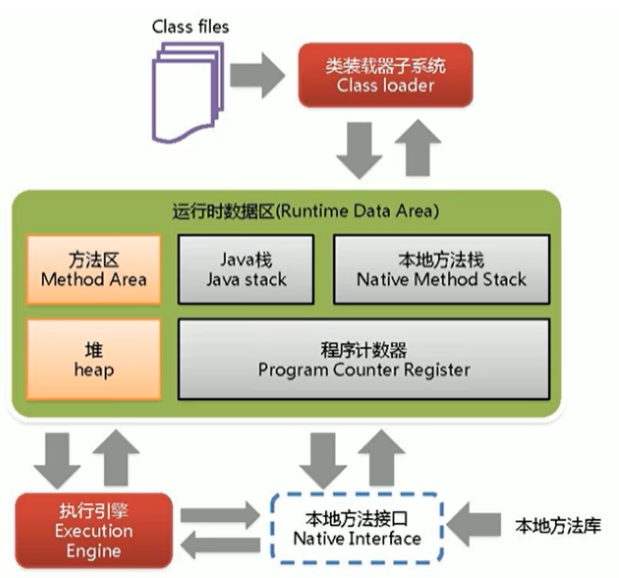 Class files
类装载器子系统
Class loader
运行时数据区(Runtime Data Area)
方法区
Method Area
Java栈
Java stack
本地方法栈
Native Method Stack
堆
heap
程序计数器
Program Counter Register
执行引擎
Execution
Engine
本地方法接口
Native Interface
本地方法库